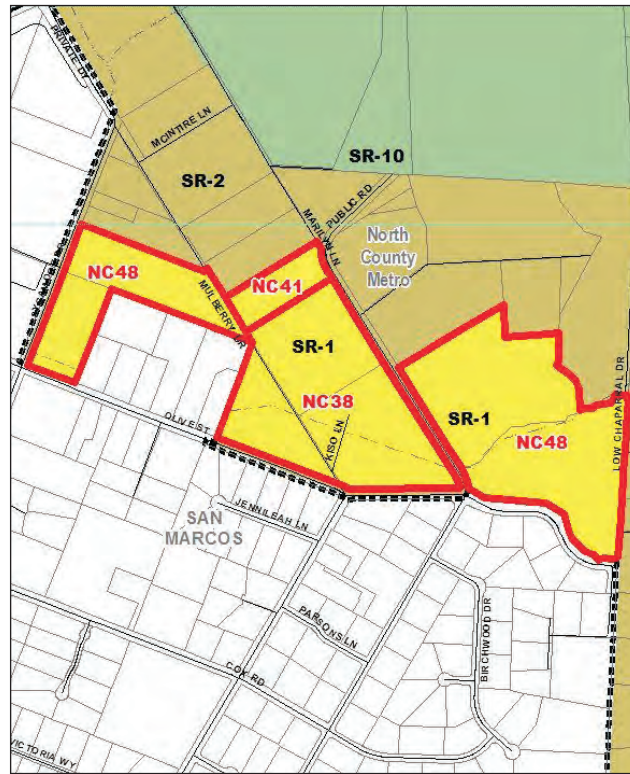 PRIVATE DY
MCINTIRE LN
SR-10
SR-2
PUBLIC RD
MARILYN LN
North
County
Metro
NC48
NC41
MULBERRY DR
SR-1
NC38
SR-1
NC48
LOW CHAPARRAL DR
OLIVE ST
KISO LN
JENNILEAH LN
SAN
MARCOS
PARSONS LN
BIRCHWOOD DR
COX RD
VICTORIA WY